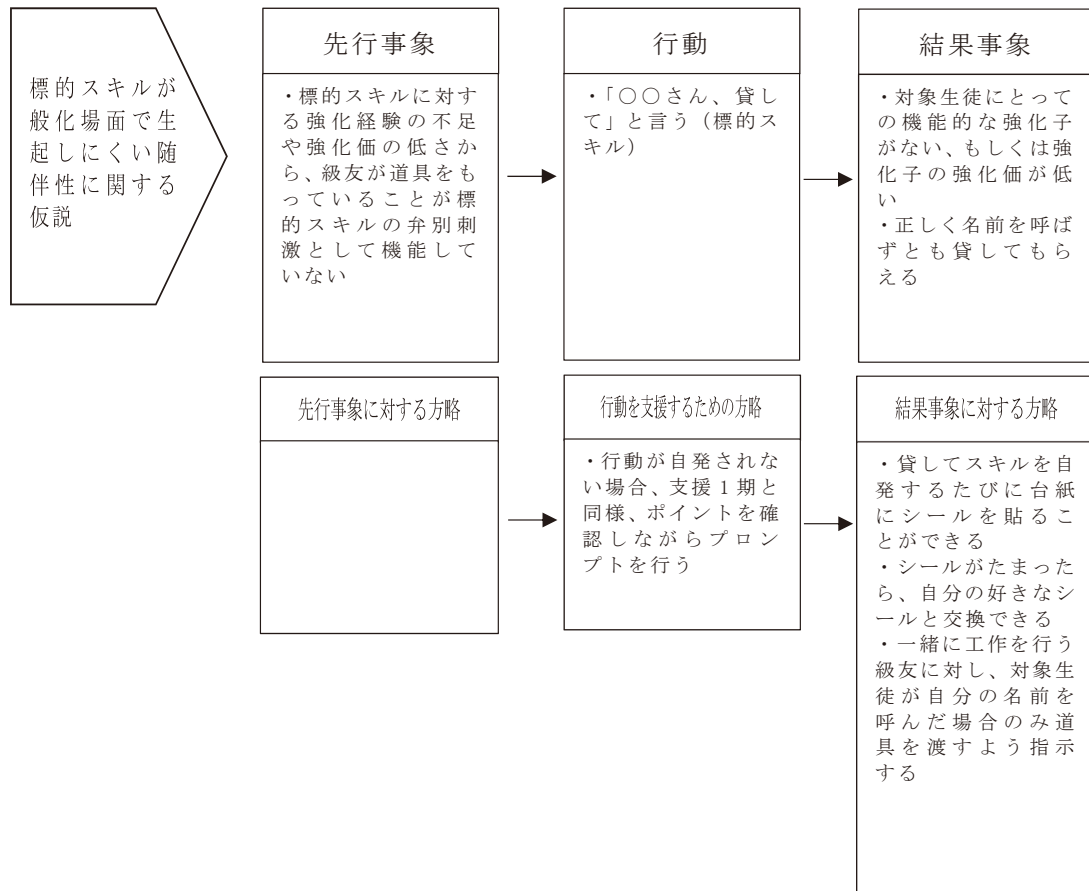 標的スキルが
般化場面で生
起しにくい随
伴性に関する
仮説
先行事象
・標的スキルに対す
る強化経験の不足
や強化価の低さか
ら、級友が道具をも
っていることが標
的スキルの弁別刺
激として機能して
いない
行動
・「○○さん、貸し
て」と言う（標的ス
キル）
結果事象
・対象生徒にとって
の機能的な強化子
がない、もしくは強
化子の強化価が低
い
・正しく名前を呼ば
ずとも貸してもら
える
先行事象に対する方略
行動を支援するための方略
・行動が自発されな
い場合、支援１期と
同様、ポイントを確
認しながらプロン
プトを行う
結果事象に対する方略
・貸してスキルを自
発するたびに台紙
にシールを貼るこ
とができる
・シールがたまった
ら、自分の好きなシ
ールと交換できる
・一緒に工作を行う
級友に対し、対象生
徒が自分の名前を
呼んだ場合のみ道
具を渡すよう指示
する